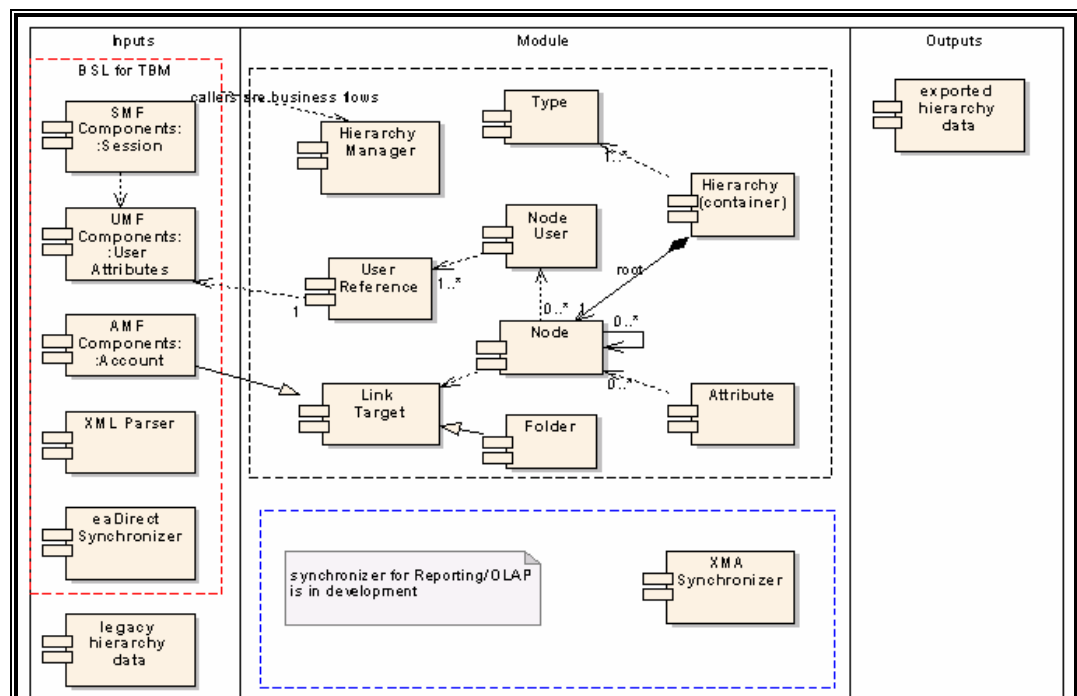 Inputs
Module
Outputs
BSL for TBM
callers are business flows
SMF
Components:
:Session
UMF
Components:
:User
Attributes
AMF
Components:
:Account
XML Parser
eaDirect
Synchronizer
legacy
hierarchy
data
Hierarchy
Manager
Type
1..*
Hierarchy
(container)
Node
User
User
Reference
1..*
1
root
0..*
1
0..*
Node
0..*
Link
Target
Folder
Attribute
synchronizer for Reporting/OLAP
is in development
XMA
Synchronizer
exported
hierarchy
data